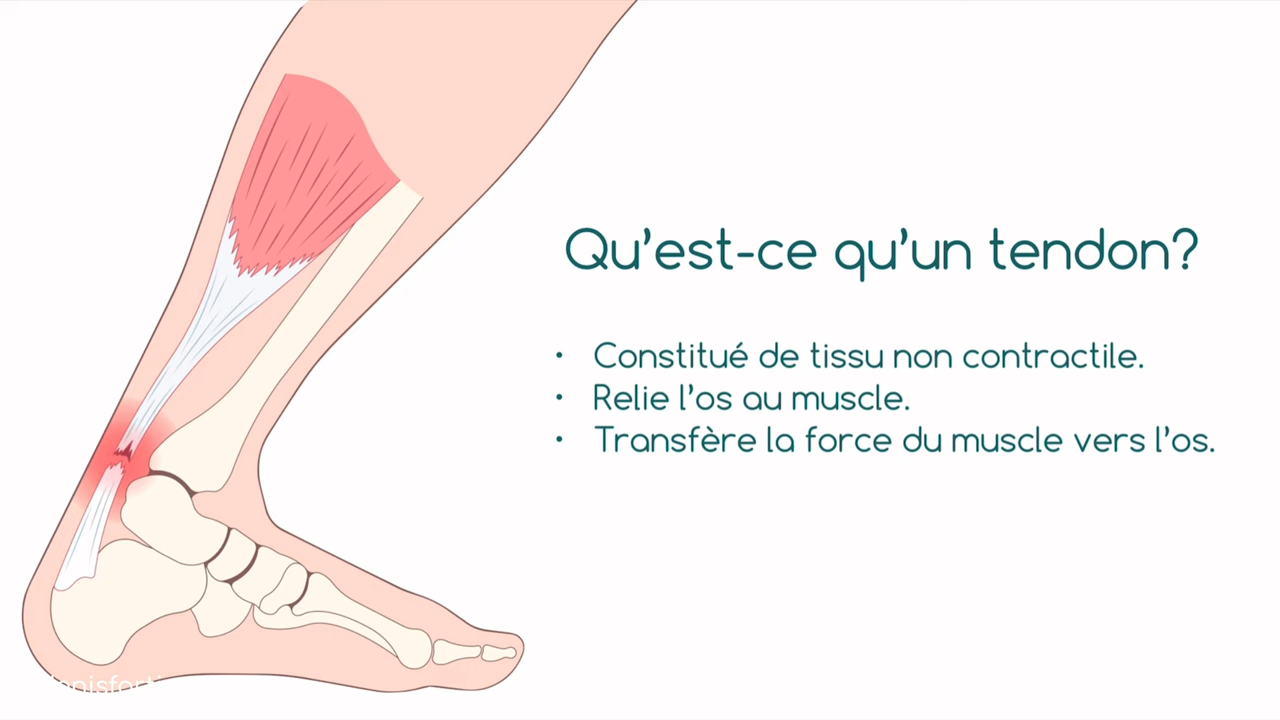 Qu'est-ce qu'un tendon?
• Constitué de tissu non contractile.
• Relie l'os au muscle.
• Transfère la force du muscle vers l'os.